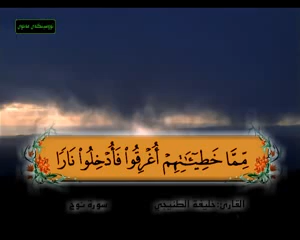 مِّمَّا خَطِيٓـَٰٔتِهِمْ أُغْرِقُوا۟ فَأُدْخِلُوا۟ نَارًا
القارئ: خليفة الطنيجي سورة نوح